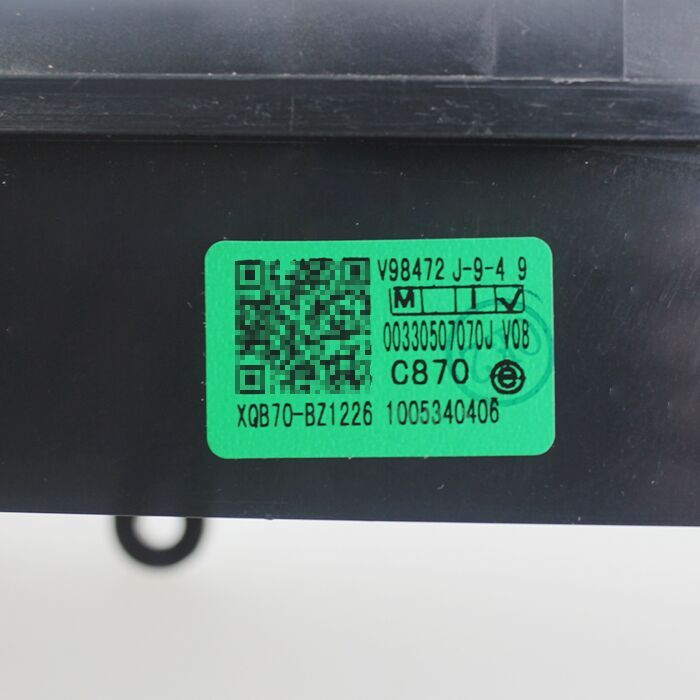 V98472 J-9-4 9
M I ✓
00330507070J V08
C870 e
XQB70-BZ1226 1005340406